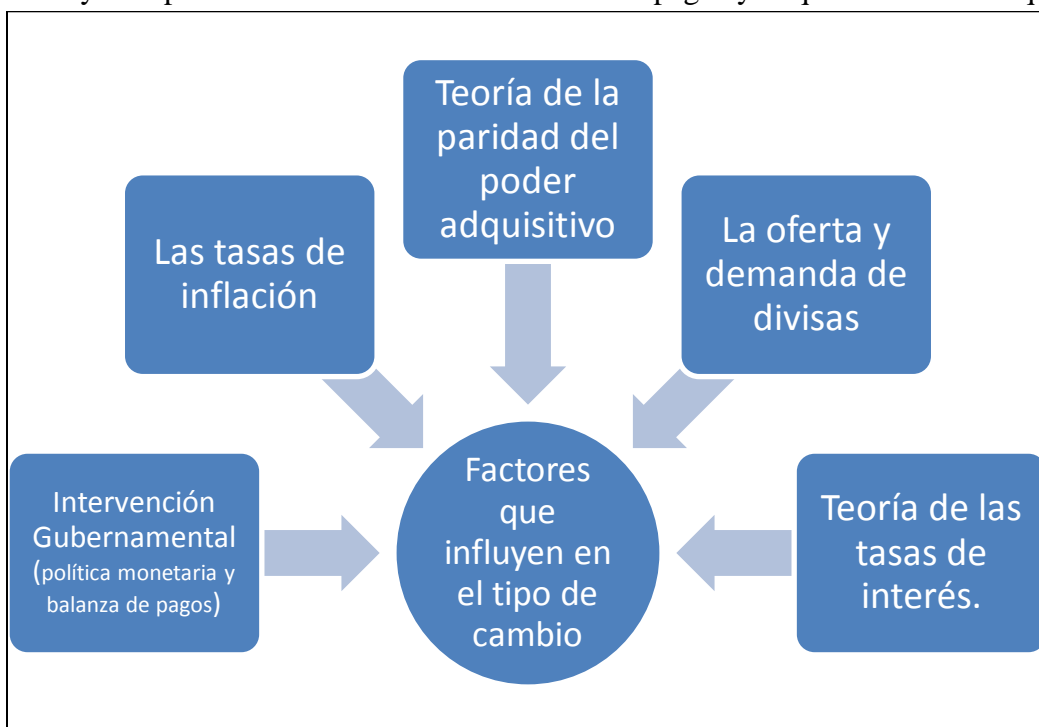 Teoría de la
paridad del
poder
adquisitivo
Las tasas de
inflación
La oferta y
demanda de
divisas
Intervención
Gubernamental
(política monetaria y
balanza de pagos)
Factores
que
influyen en
el tipo de
cambio
Teoría de las
tasas de
interés.